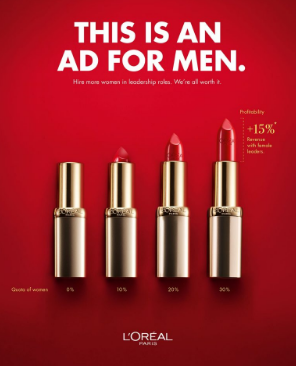 THIS IS AN
AD FOR MEN.
Hire more women in leadership roles. We're all worth it.
Profitability
+15%*
Revenue
with female
leaders
Quota of women
0%
10%
20%
30%
L'ORÉAL
PARIS